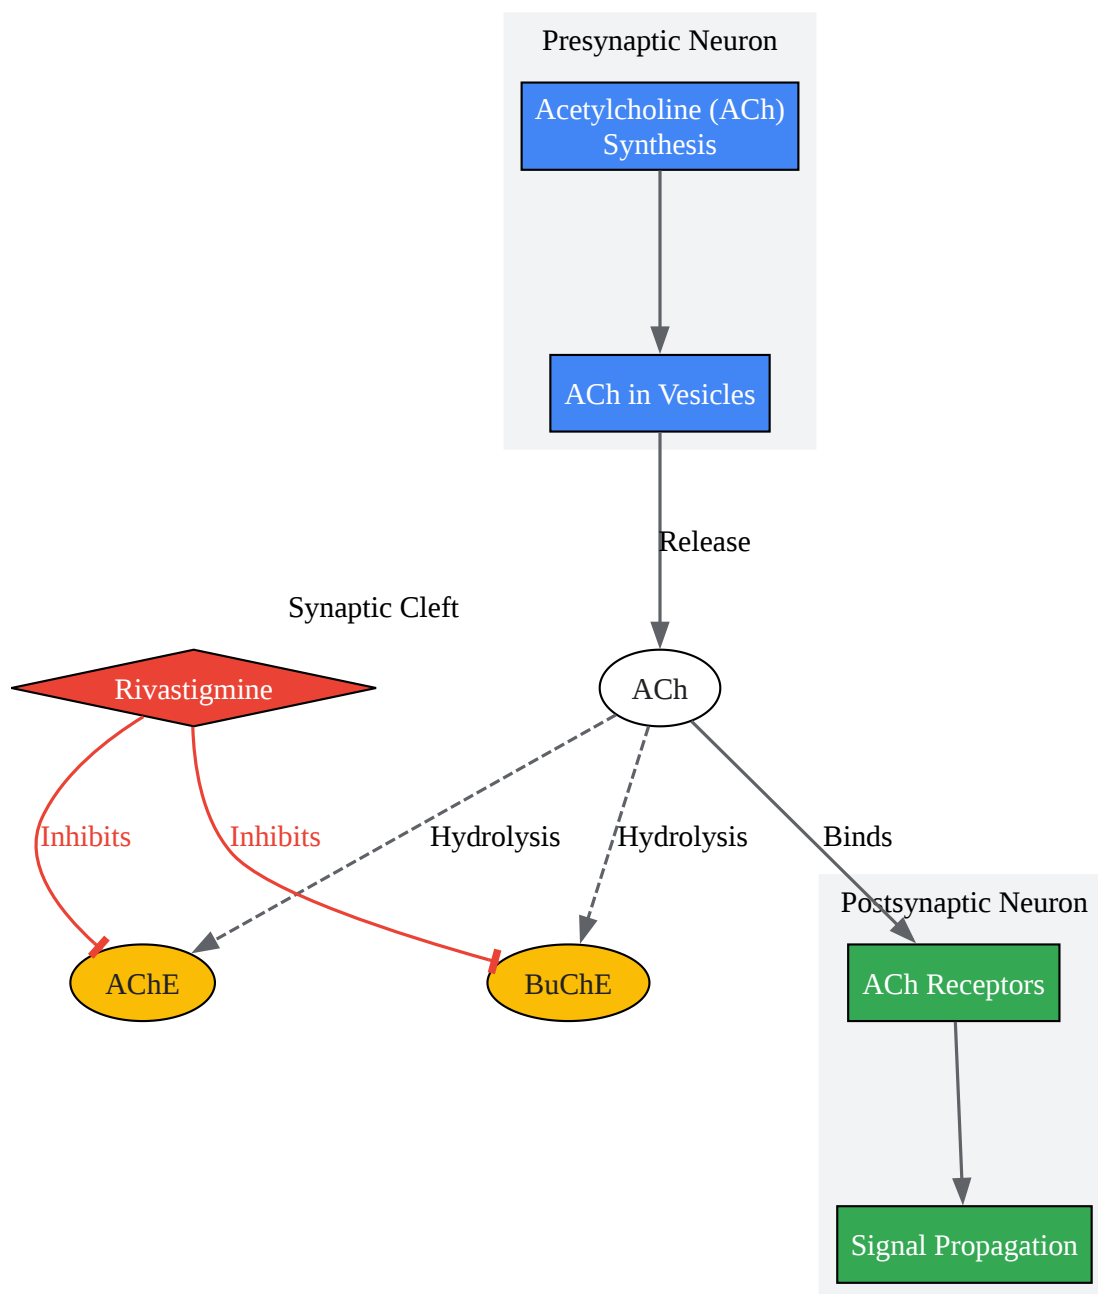 Presynaptic Neuron
Acetylcholine (ACh)
Synthesis
ACh in Vesicles
Release
Synaptic Cleft
Rivastigmine
ACh
Inhibits
Inhibits
Hydrolysis
Hydrolysis
Binds
Postsynaptic Neuron
AChE
BuChE
ACh Receptors
Signal Propagation